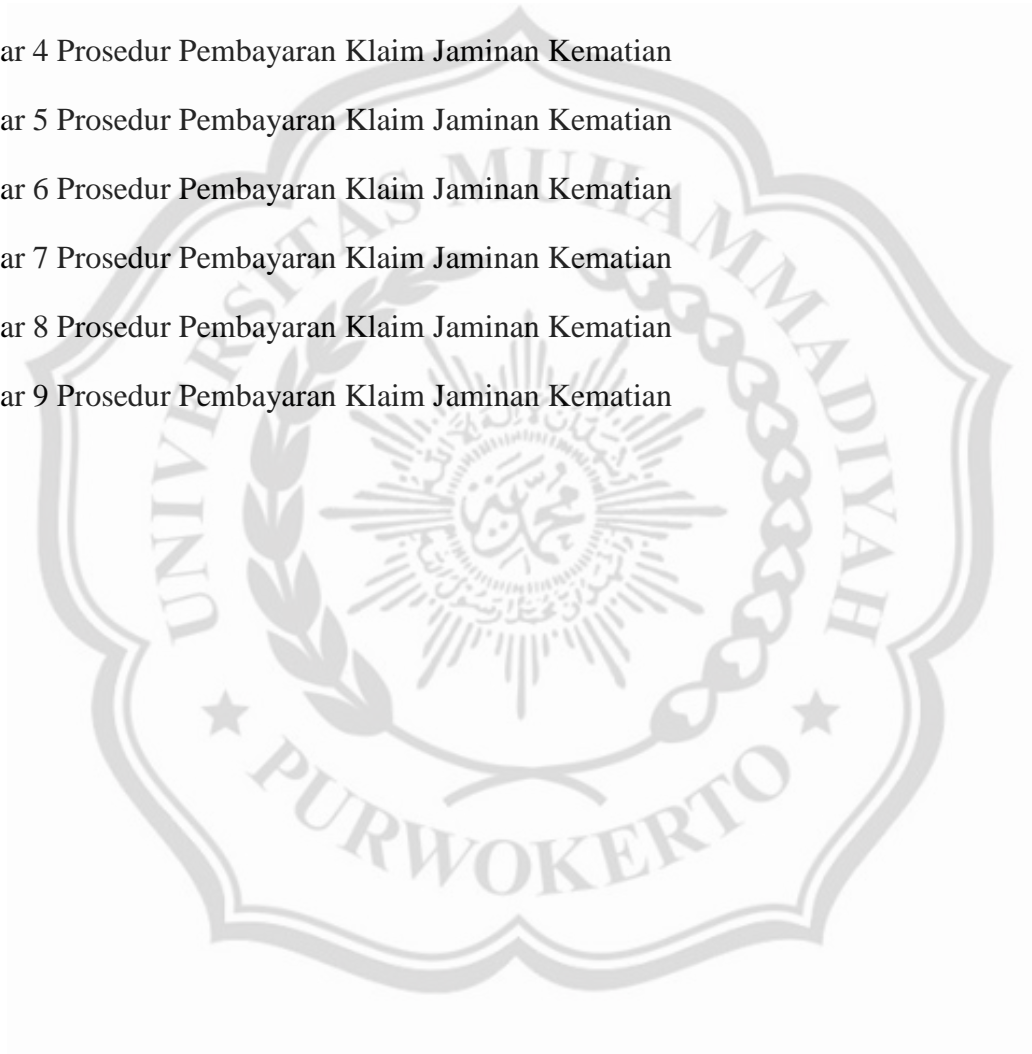 ar 4 Prosedur Pembayaran Klaim Jaminan Kematian
ar 5 Prosedur Pembayaran Klaim Jaminan Kematian
ar 6 Prosedur Pembayaran Klaim Jaminan Kematian
ar 7 Prosedur Pembayaran Klaim Jaminan Kematian
ar 8 Prosedur Pembayaran Klaim Jaminan Kematian
ar 9 Prosedur Pembayaran Klaim Jaminan Kematian
UNIVERSITAS MUHAMMADIYAH
PURWOKERTO